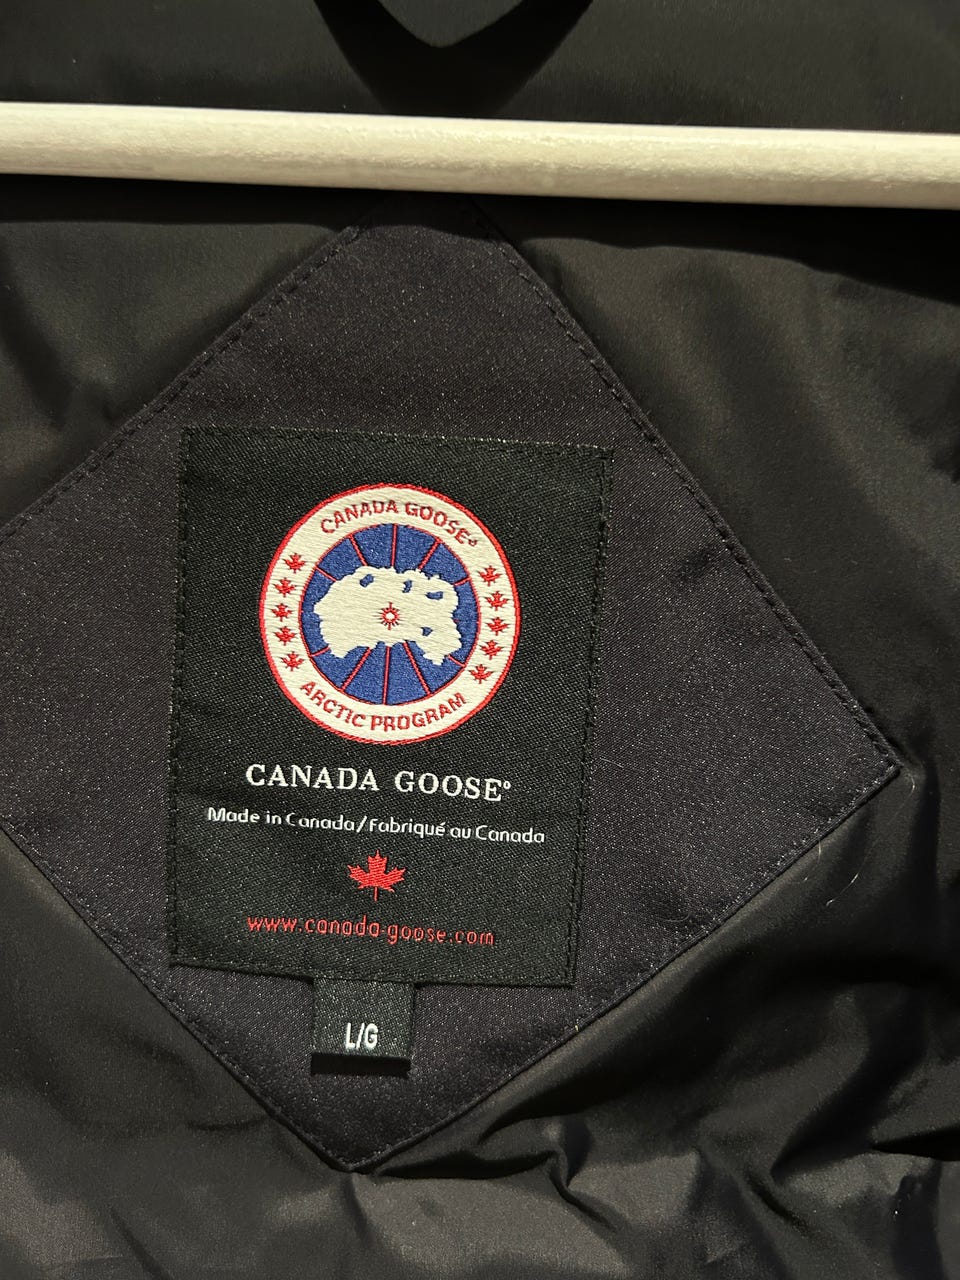 CANADA GOOSE®
ARCTIC PROGRAM
CANADA GOOSE®
Made in Canada/Fabriqué au Canada
www.canada-goose.com
L/G